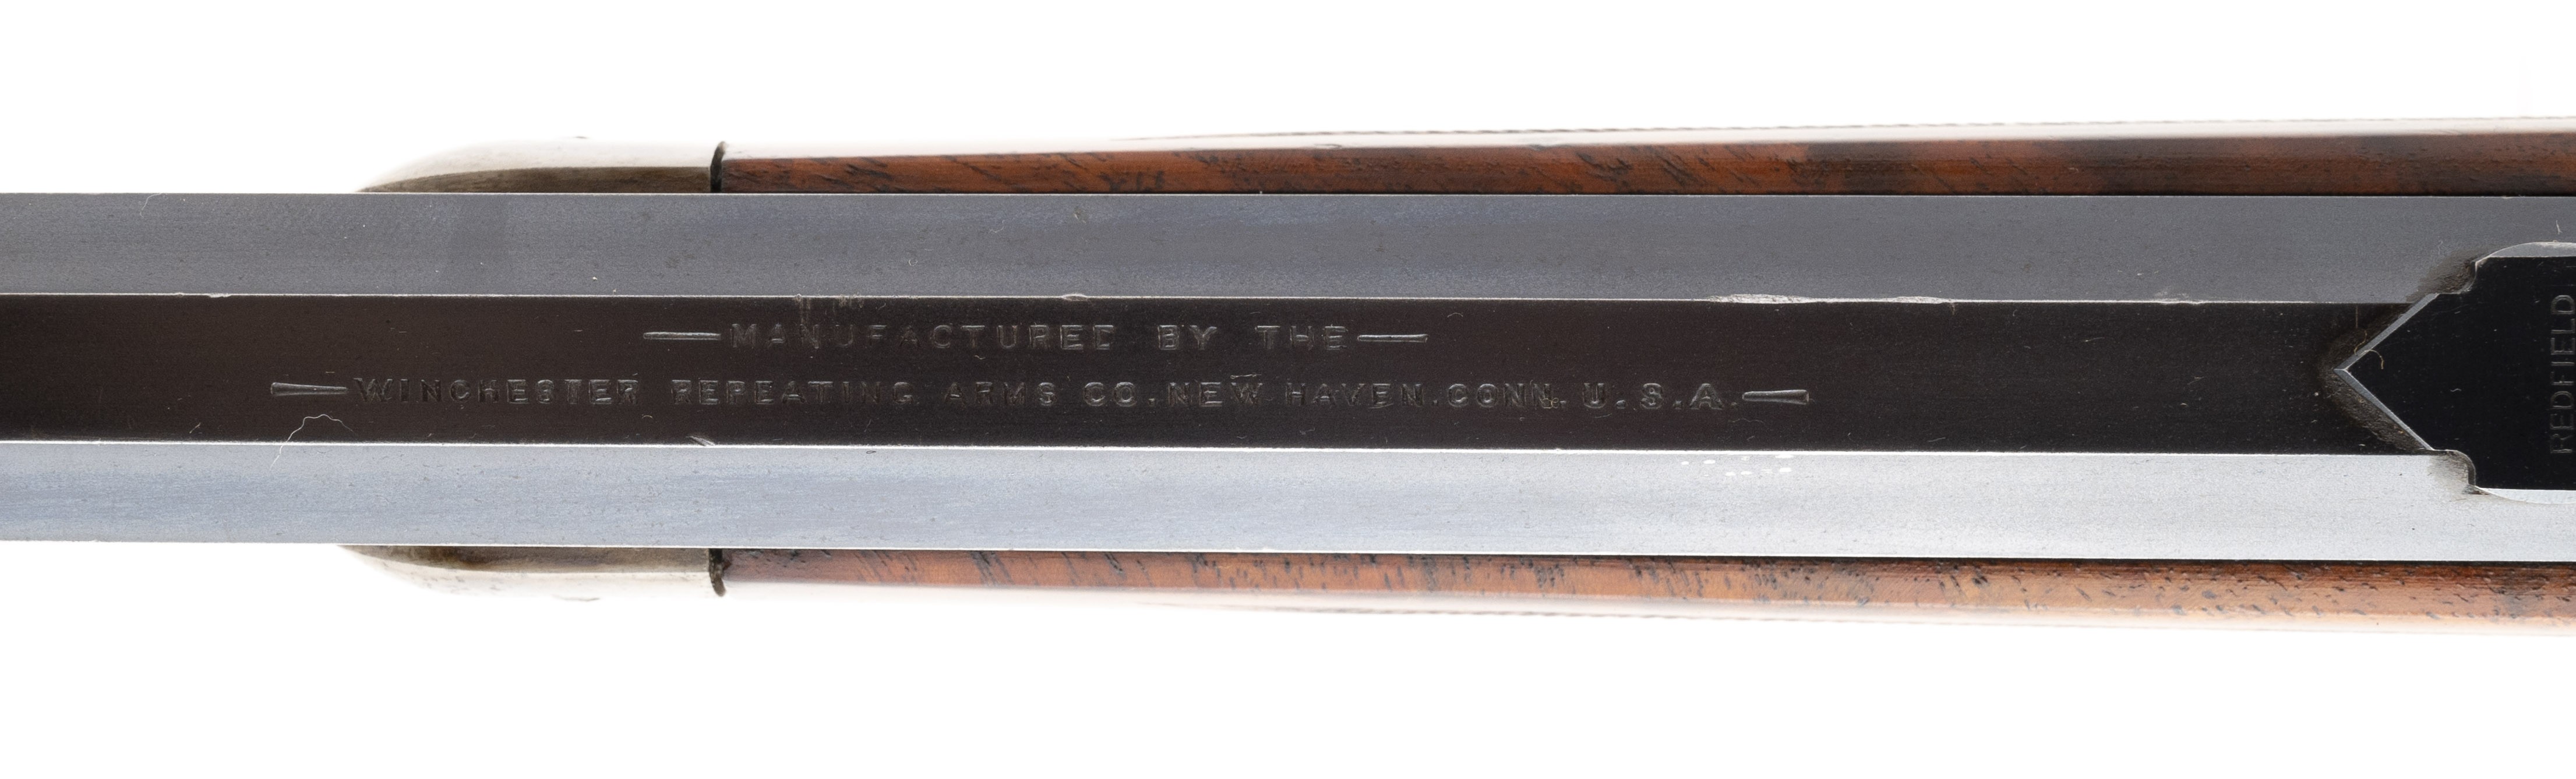 MANUFACTURED BY THE
WINCHESTER REPEATING ARMS CO. NEW HAVEN. CONN. U.S.A.
REDFIELD